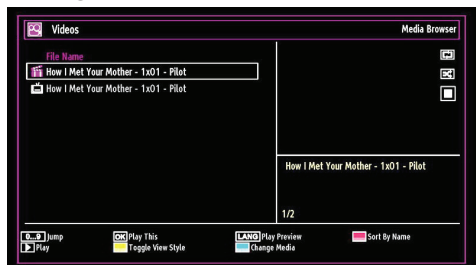 Videos
Media Browser
File Name
How I Met Your Mother - 1x01 - Pilot
How I Met Your Mother - 1x01 - Pilot
How I Met Your Mother - 1x01 - Pilot
1/2
0...9 Jump
OK Play This
LANG Play Preview
Sort By Name
Play
Toggle View Style
Change Media